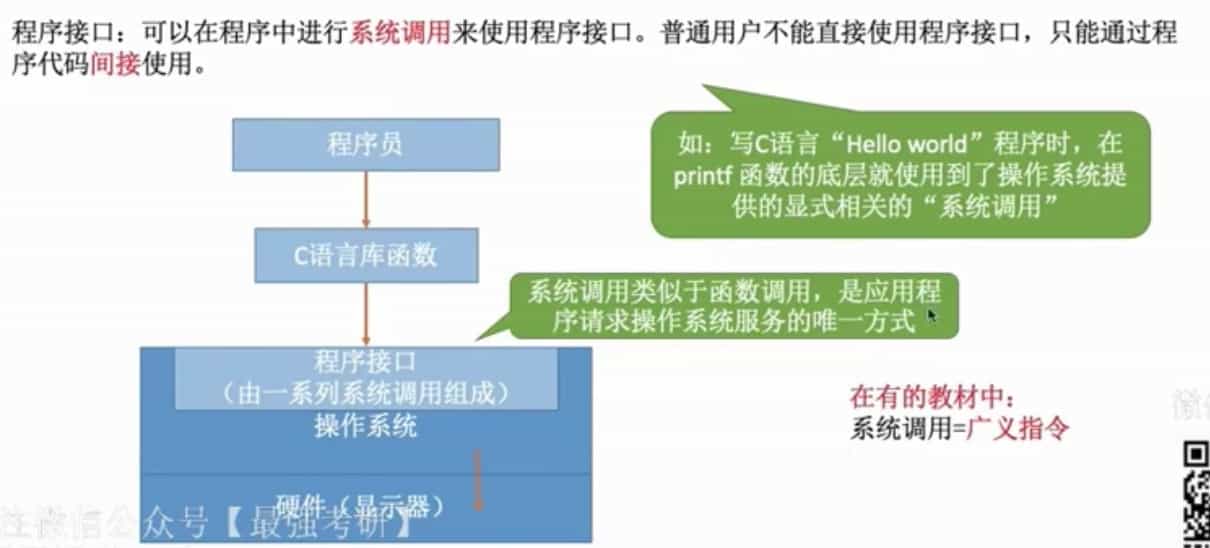 程序接口：可以在程序中进行系统调用来使用程序接口。普通用户不能直接使用程序接口，只能通过程
序代码间接使用。
程序员
如：写C语言“Hello world”程序时，在
printf 函数的底层就使用到了操作系统提
供的显式相关的“系统调用”
C语言库函数
系统调用类似于函数调用，是应用程
序请求操作系统服务的唯一方式
程序接口
（由一系列系统调用组成）
操作系统
在有的教材中：
系统调用=广义指令
硬件（显示器）
注微信公众号【最强考研】